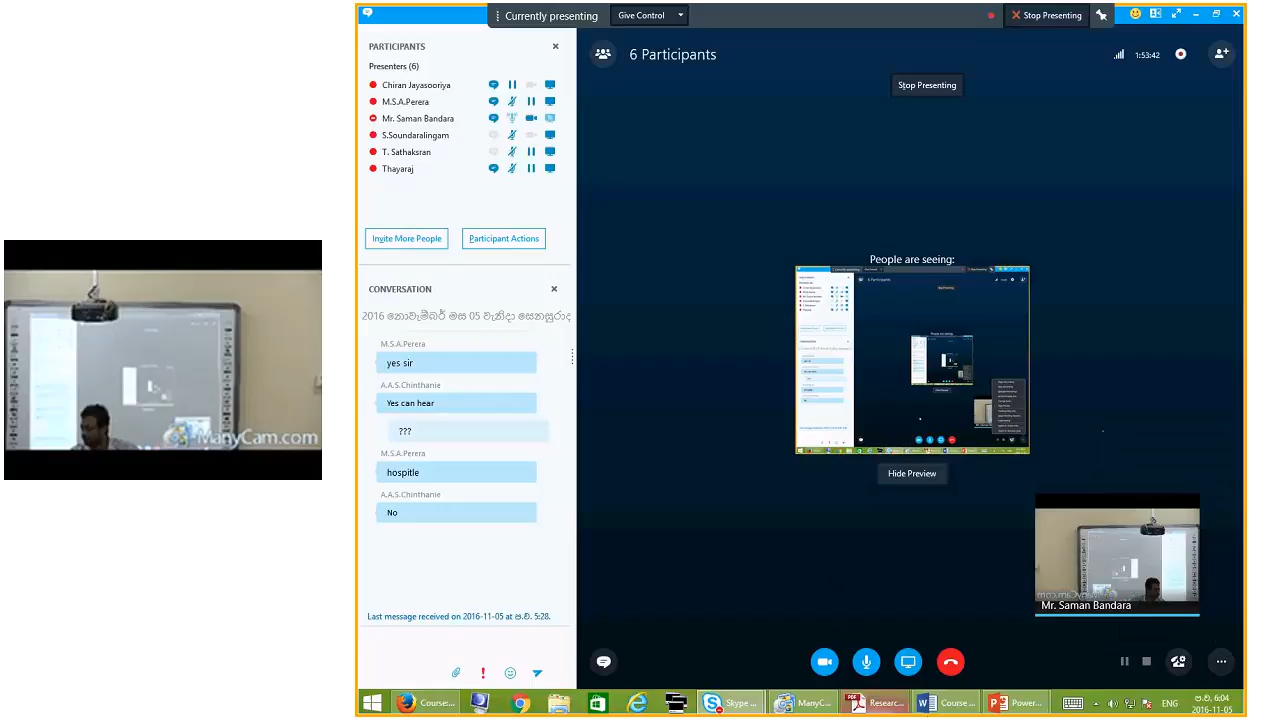 Currently presenting
Give Control
Stop Presenting
PARTICIPANTS
Presenters (6)
Chiran Jayasooriya
M.S.A.Perera
Mr. Saman Bandara
S.Soundaralingam
T. Sathaksran
Thayaraj
Invite More People
Participant Actions
CONVERSATION
2016 නොවැම්බර් මස 05 වැනිදා සෙනසුරාද
M.S.A.Perera
yes sir
A.A.S.Chinthanie
Yes can hear
???
M.S.A.Perera
hospitle
A.A.S.Chinthanie
No
Last message received on 2016-11-05 at ප.ව. 5:28.
6 Participants
1:53:42
Stop Presenting
People are seeing:
6 Participants
Hide Preview
Mr. Saman Bandara
ManyCam.com
Course:...
Skype ...
ManyC...
Researc...
Course ...
Power...
ENG
ප.ව. 6:04
2016-11-05